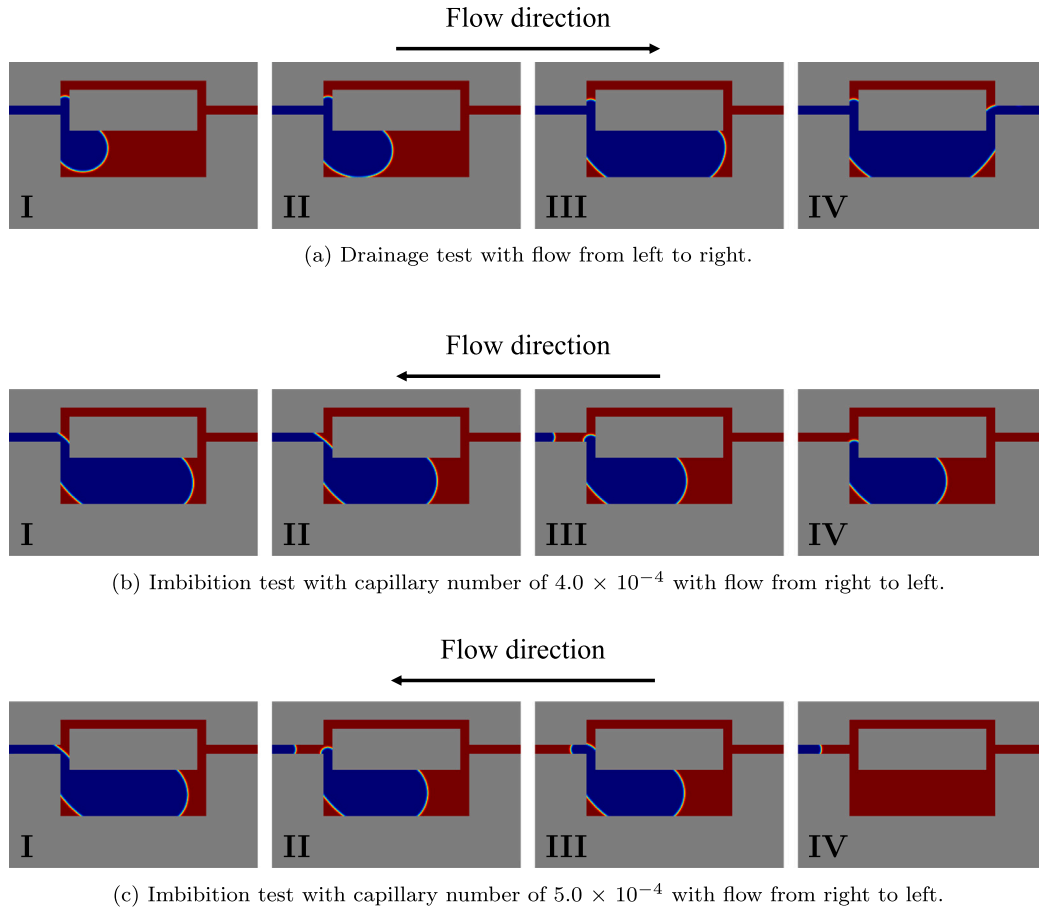 Flow direction
I II III IV
(a) Drainage test with flow from left to right.
Flow direction
I II III IV
(b) Imbibition test with capillary number of 4.0 × 10⁻⁴ with flow from right to left.
Flow direction
I II III IV
(c) Imbibition test with capillary number of 5.0 × 10⁻⁴ with flow from right to left.